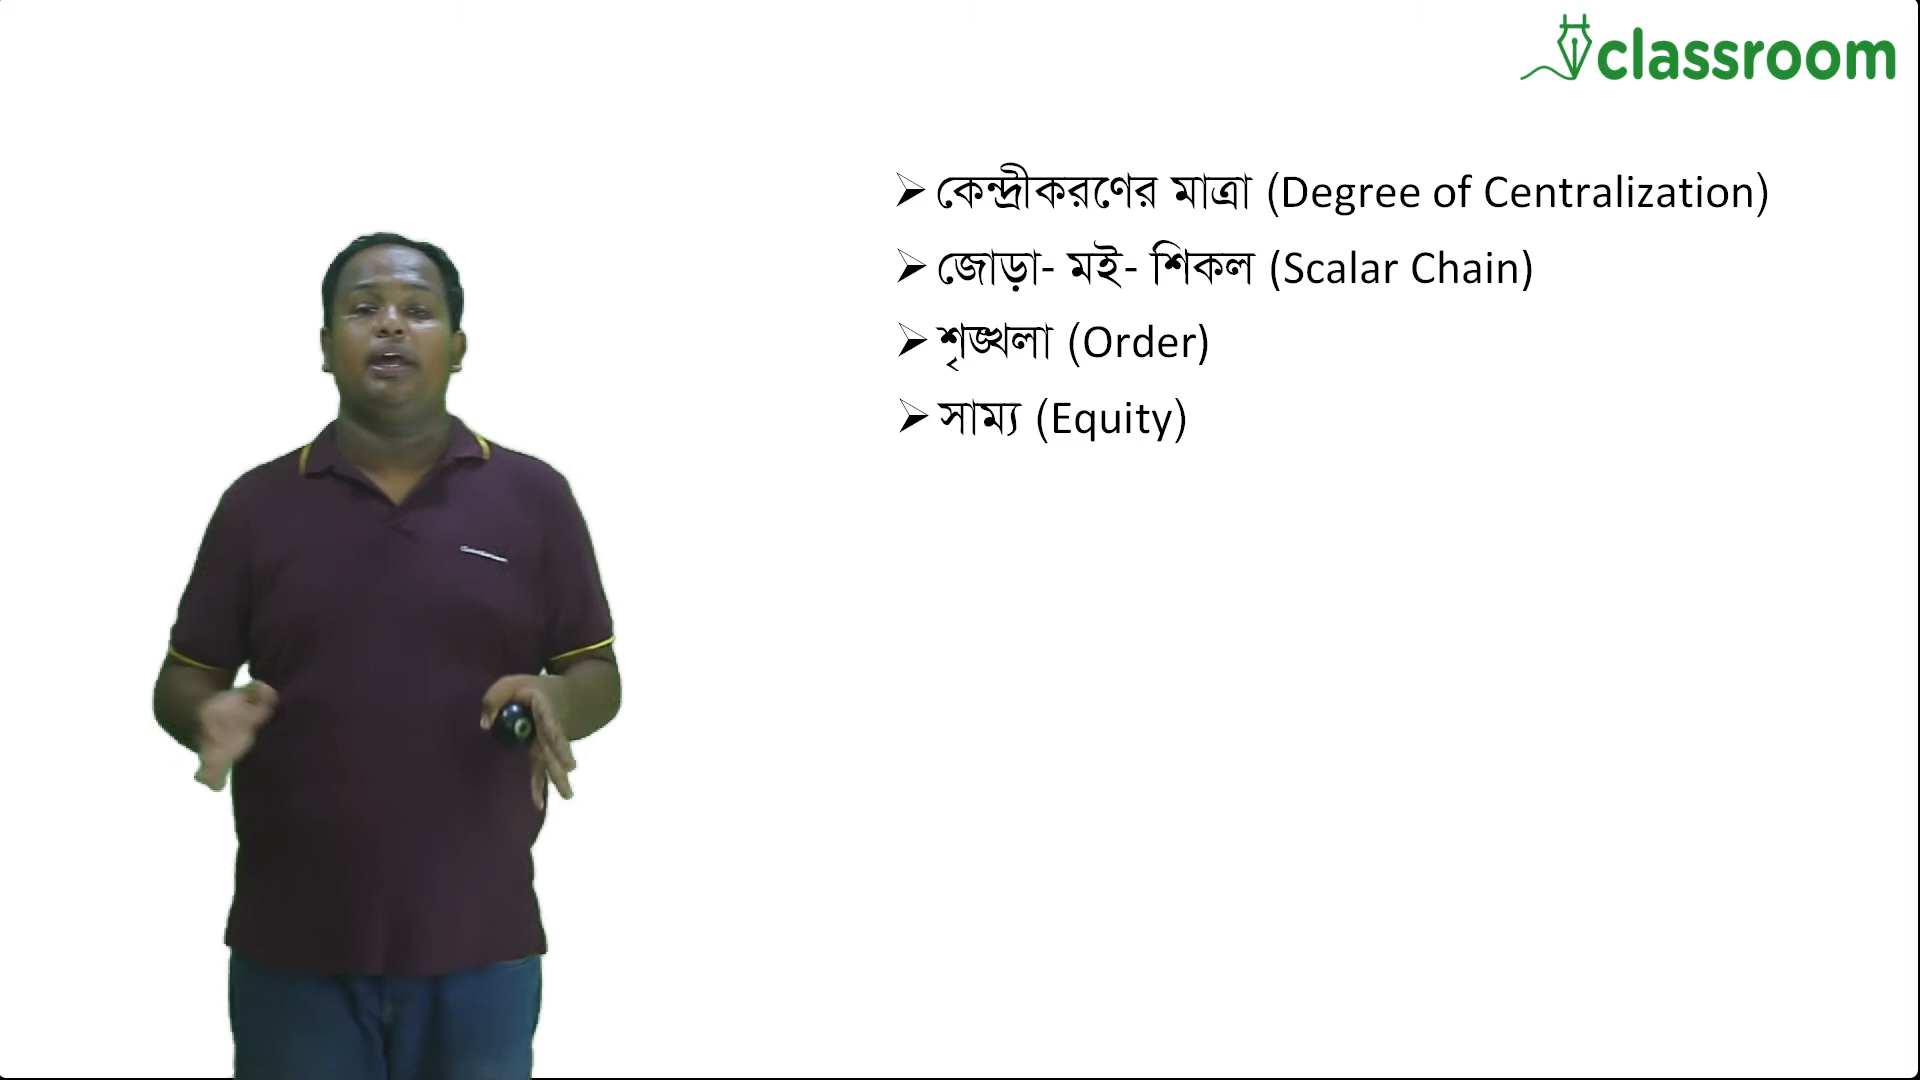 classroom
➢ কেন্দ্রীকরণের মাত্রা (Degree of Centralization)
➢ জোড়া- মই- শিকল (Scalar Chain)
➢ শৃঙ্খলা (Order)
➢ সাম্য (Equity)